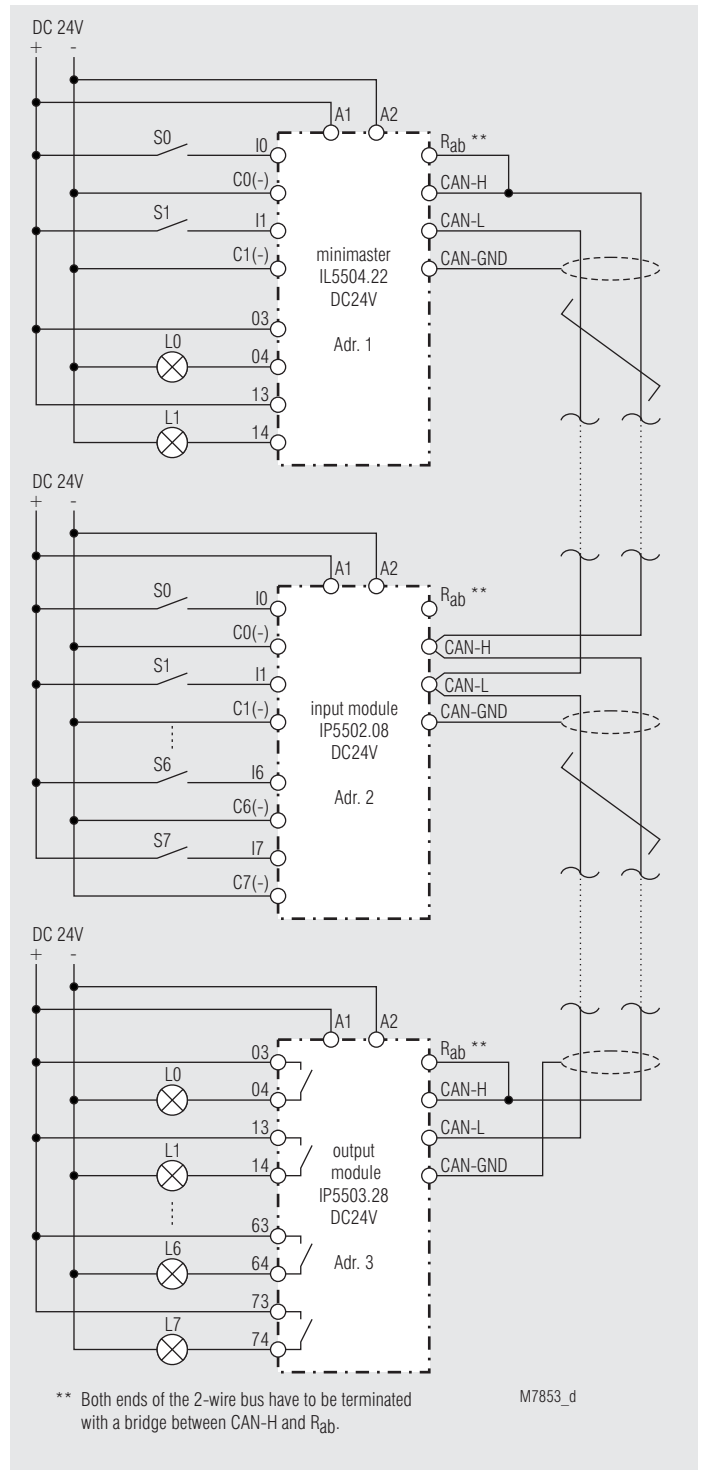 DC 24V
+ -
A1 A2
S0 I0 Rab **
C0(-) CAN-H
S1 I1 CAN-L
C1(-) CAN-GND
minimaster
IL5504.22
DC24V
03
Adr. 1
L0 04
13
L1 14
DC 24V
+ -
A1 A2
S0 I0 Rab **
C0(-) CAN-H
S1 I1 CAN-L
C1(-) CAN-GND
input module
IP5502.08
DC24V
S6 I6
Adr. 2
C6(-)
S7 I7
C7(-)
DC 24V
+ -
A1 A2
03 Rab **
L0 04 CAN-H
13 CAN-L
L1 14 CAN-GND
output
module
IP5503.28
DC24V
63
L6 64 Adr. 3
73
L7 74
** Both ends of the 2-wire bus have to be terminated
with a bridge between CAN-H and Rab.
M7853_d